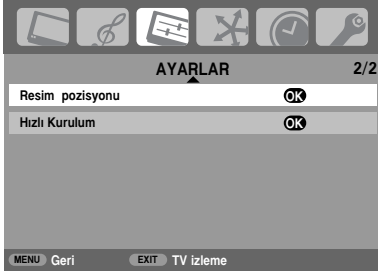 AYARLAR 2/2
Resim pozisyonu OK
Hızlı Kurulum OK
MENU Geri EXIT TV izleme